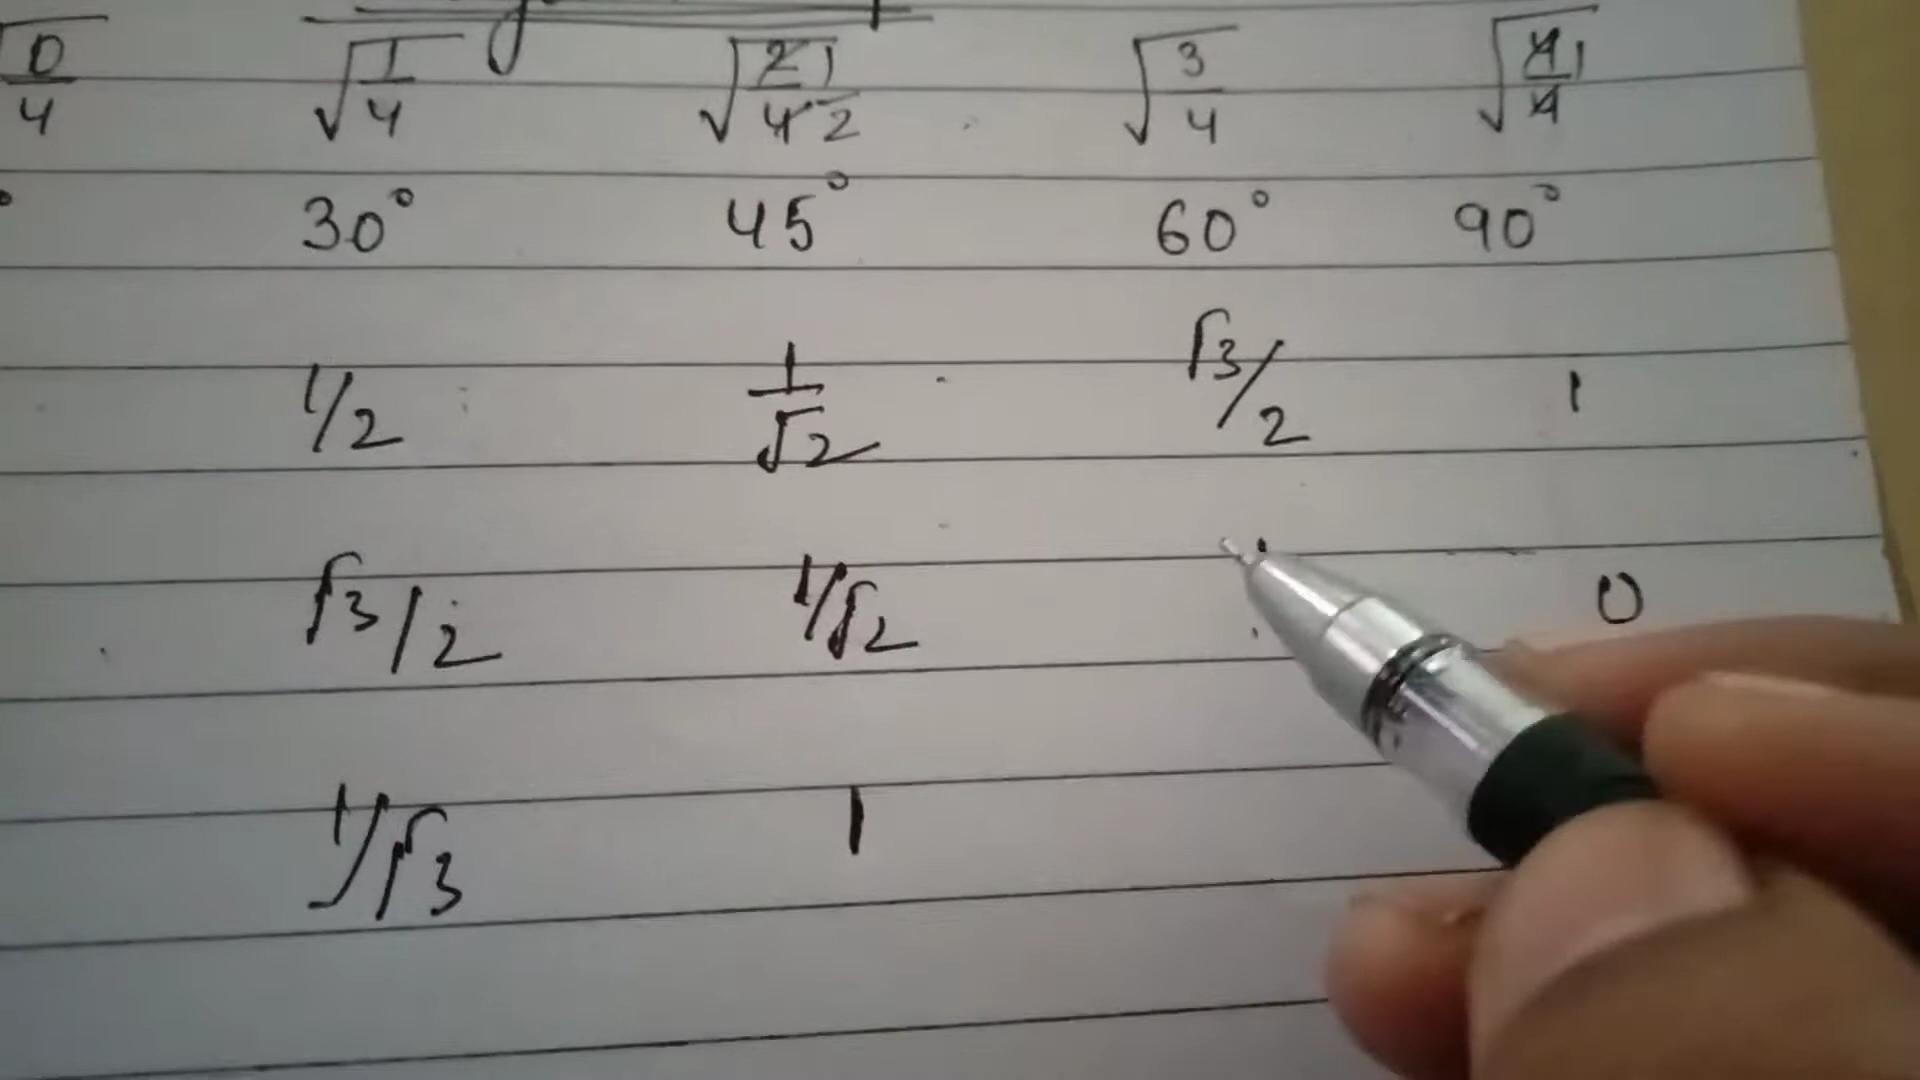 √0/4 √1/4 √2/4 1/2 √3/4 √4/4 1
° 30° 45° 60° 90°
1/2 1/√2 √3/2 1
√3/2 1/√2 0
1/√3 1